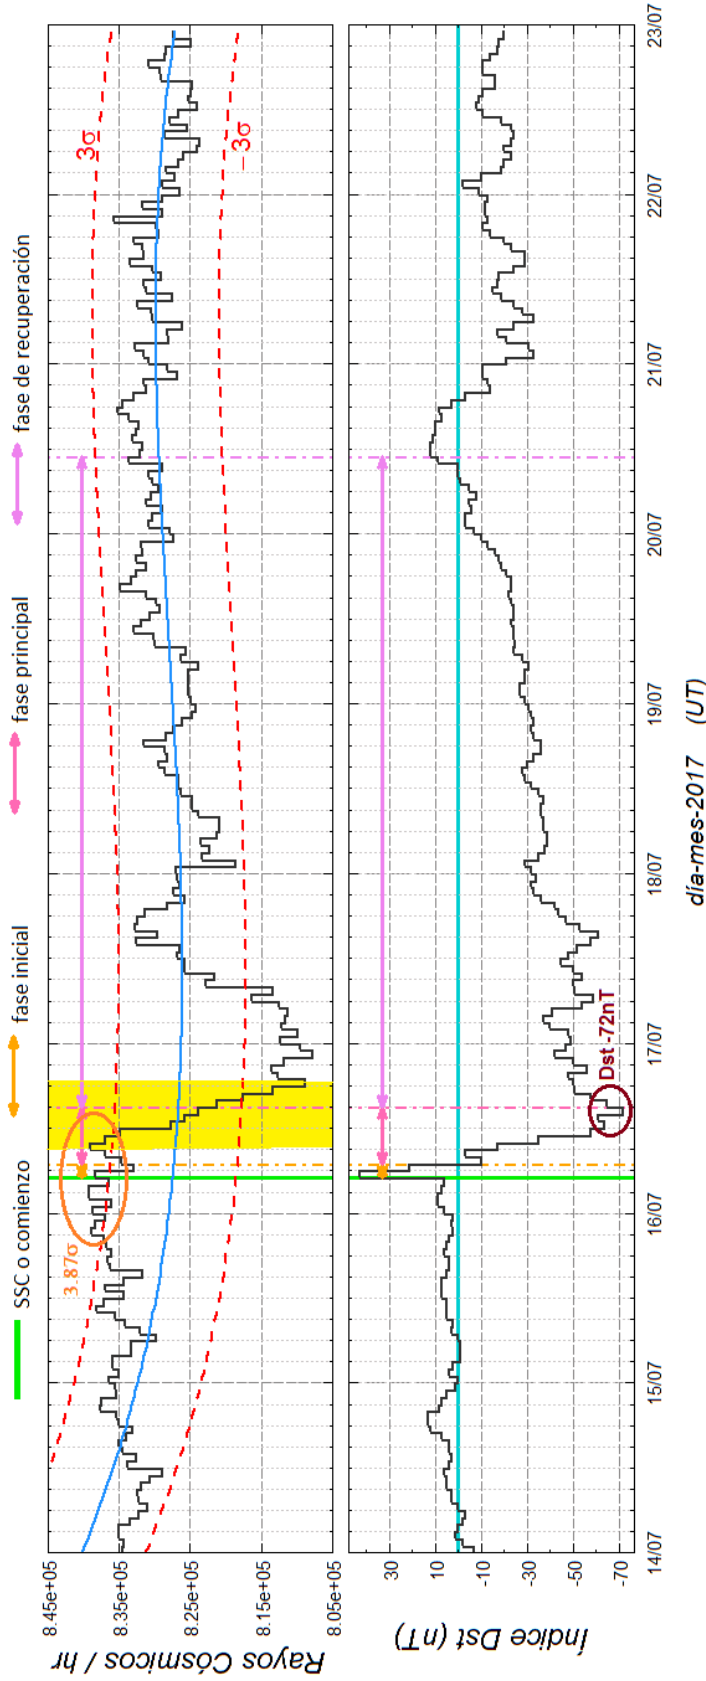 SSC o comienzo
fase inicial
fase principal
fase de recuperación
8.45e+05
8.35e+05
8.25e+05
8.15e+05
8.05e+05
Rayos Cósmicos / hr
3.87σ
3σ
-3σ
30
10
-10
-30
-50
-70
Índice Dst (nT)
Dst -72nT
14/07
15/07
16/07
17/07
18/07
19/07
20/07
21/07
22/07
23/07
día-mes-2017 (UT)